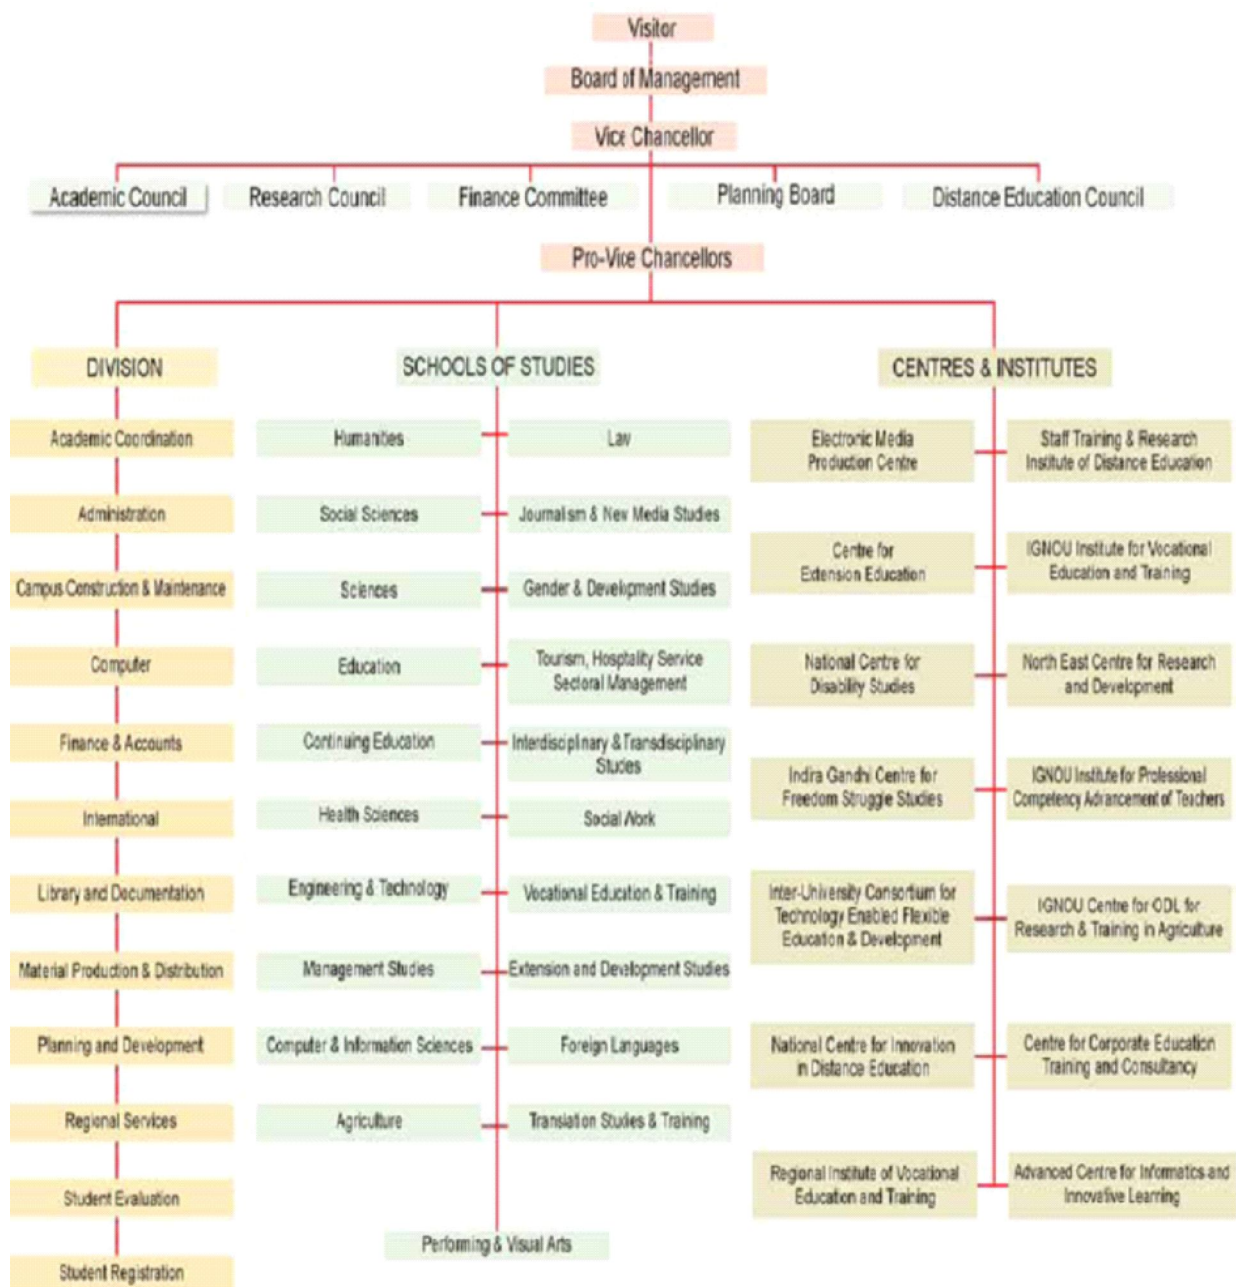 Visitor
Board of Management
Vice Chancellor
Academic Council
Research Council
Finance Committee
Planning Board
Distance Education Council
Pro-Vice Chancellors
DIVISION
Academic Coordination
Administration
Campus Construction & Maintenance
Computer
Finance & Accounts
International
Library and Documentation
Material Production & Distribution
Planning and Development
Regional Services
Student Evaluation
Student Registration
SCHOOLS OF STUDIES
Humanities
Law
Social Sciences
Journalism & New Media Studies
Sciences
Gender & Development Studies
Education
Tourism, Hosptality Service
Sectoral Management
Continuing Education
Interdisciplinary & Transdisciplinary
Studes
Health Sciences
Social Work
Engineering & Technology
Vocational Education & Training
Management Studies
Extension and Development Studies
Computer & Information Sciences
Foreign Languages
Agriculture
Translation Studies & Training
Performing & Visual Arts
CENTRES & INSTITUTES
Electronic Media
Production Centre
Staff Training & Research
Institute of Distance Education
Centre for
Extension Education
IGNOU Institute for Vocational
Education and Training
National Centre for
Disability Studies
North East Centre for Research
and Development
Indira Gandhi Centre for
Freedom Struggle Studies
IGNOU Institute for Professional
Competency Advancement of Teachers
Inter-University Consortium for
Technology Enabled Flexible
Education & Development
IGNOU Centre for ODL for
Research & Training in Agriculture
National Centre for Innovation
in Distance Education
Centre for Corporate Education
Training and Consultancy
Regional Institute of Vocational
Education and Training
Advanced Centre for Informatics and
Innovative Learning